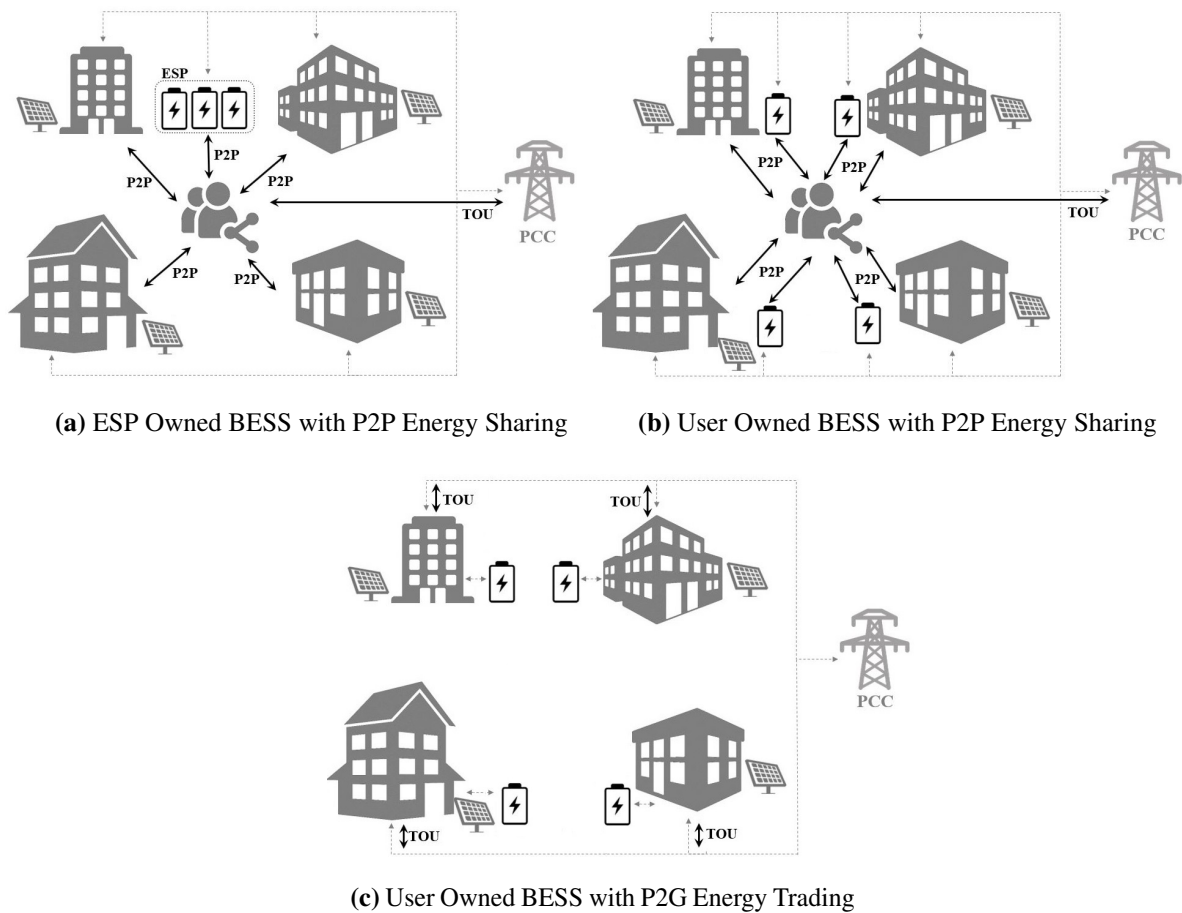 ESP
P2P
P2P
P2P
TOU
PCC
P2P
P2P
(a) ESP Owned BESS with P2P Energy Sharing
P2P
P2P
TOU
PCC
P2P
P2P
(b) User Owned BESS with P2P Energy Sharing
TOU
TOU
PCC
TOU
TOU
(c) User Owned BESS with P2G Energy Trading